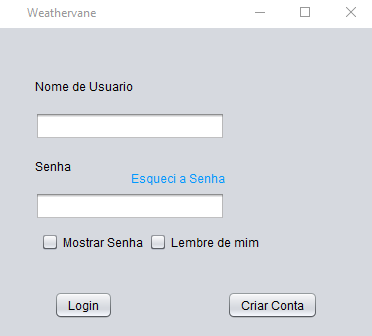 Weathervane
Nome de Usuario
Senha
Esqueci a Senha
Mostrar Senha Lembre de mim
Login Criar Conta